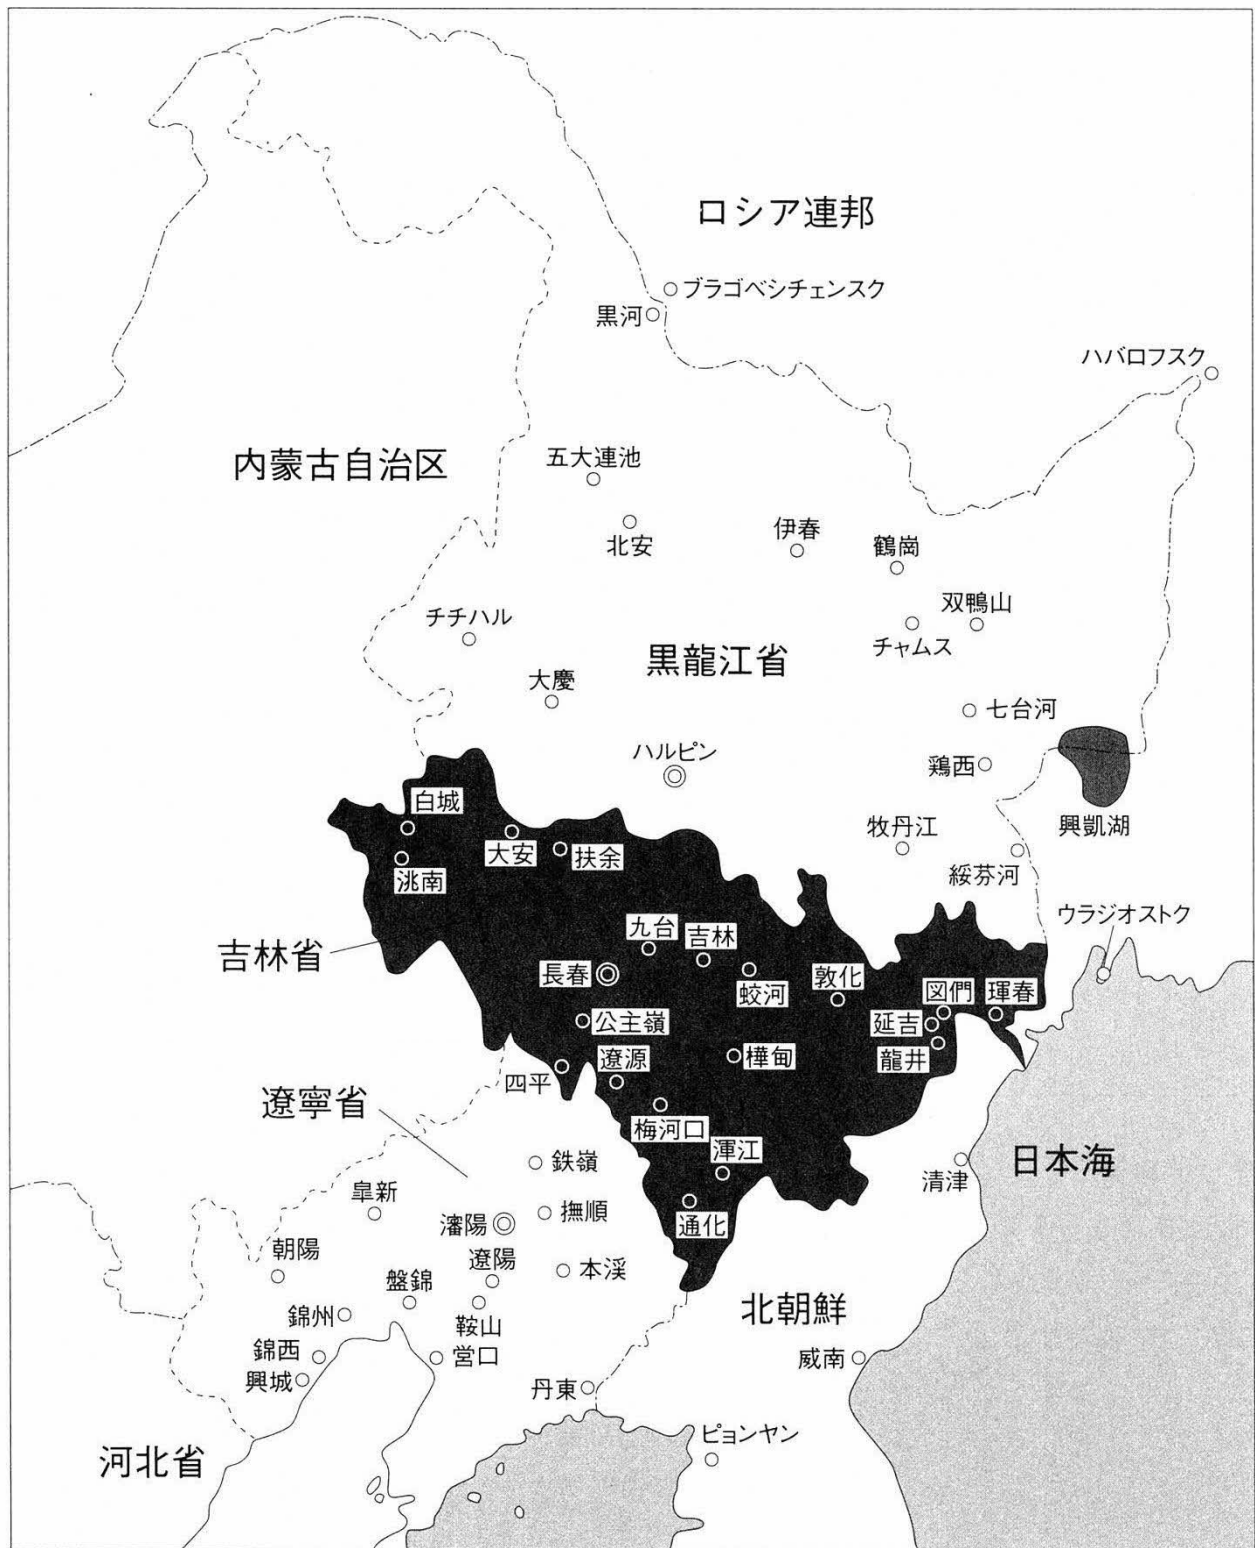 ロシア連邦
ブラゴベシチェンスク
黒河
ハバロフスク
内蒙古自治区
五大連池
北安
伊春
鶴崗
双鴨山
チャムス
チチハル
黒龍江省
大慶
七台河
ハルピン
鶏西
興凱湖
白城
牡丹江
大安
扶余
綏芬河
洮南
ウラジオストク
九台
吉林
吉林省
長春
蛟河
敦化
図們
琿春
公主嶺
延吉
遼源
樺甸
龍井
四平
遼寧省
梅河口
渾江
日本海
鉄嶺
清津
皐新
撫順
瀋陽
通化
朝陽
遼陽
本渓
盤錦
北朝鮮
錦州
鞍山
錦西
営口
威南
興城
丹東
ピョンヤン
河北省